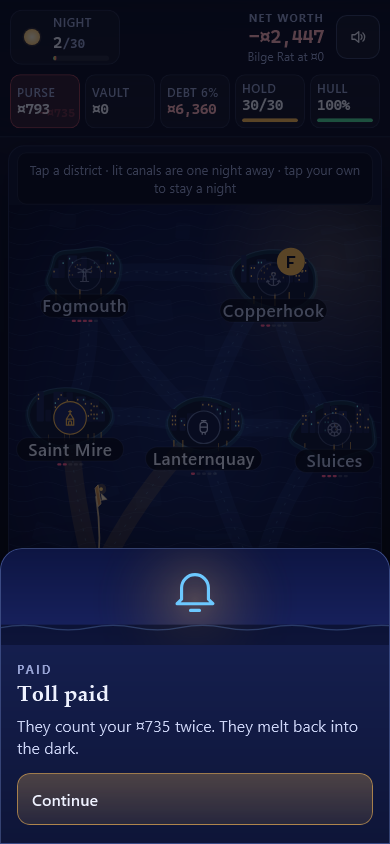 NIGHT
2/30
NET WORTH
−¤2,447
Bilge Rat at ¤0
PURSE
¤793
VAULT
¤0
DEBT 6%
¤6,360
HOLD
30/30
HULL
100%
Tap a district · lit canals are one night away · tap your own
to stay a night
F
Fogmouth
Copperhook
Saint Mire
Lanternquay
Sluices
PAID
Toll paid
They count your ¤735 twice. They melt back into
the dark.
Continue